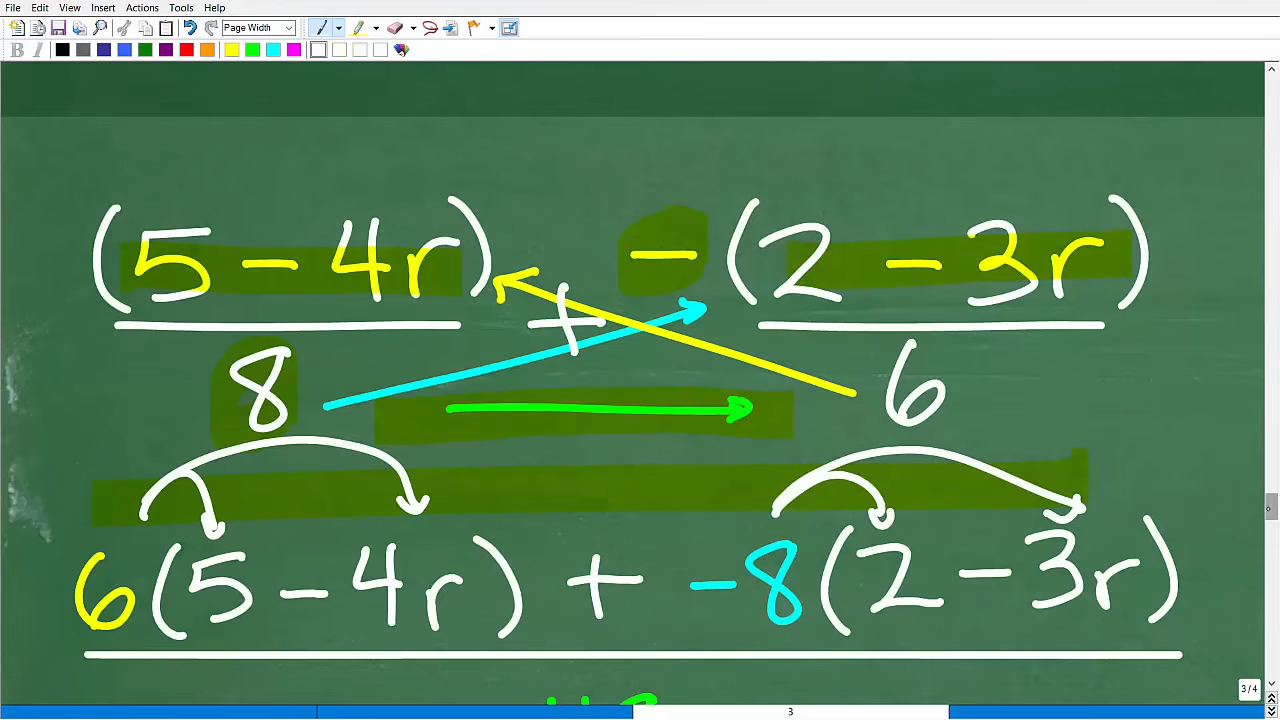 File Edit View Insert Actions Tools Help
Page Width
B I
(5 - 4r) + -(2 - 3r)
8 6
6(5 - 4r) + -8(2 - 3r)
3/4
3